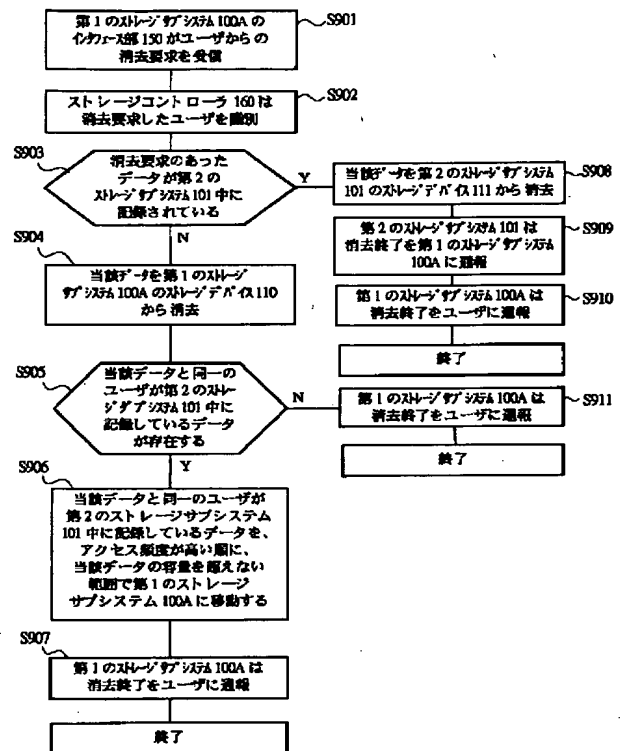 第1のストレージサブシステム100Aの
インタフェース部150がユーザからの
消去要求を受信
S901
ストレージコントローラ160は
消去要求したユーザを識別
S902
S903
消去要求のあった
データが第2の
ストレージサブシステム101中に
記録されている
Y
N
当該データを第2のストレージサブシステム
101のストレージデバイス111から消去
S908
第2のストレージサブシステム101は
消去終了を第1のストレージサブシステム
100Aに通報
S909
第1のストレージサブシステム100Aは
消去終了をユーザに通報
S910
終了
S904
当該データを第1のストレージ
サブシステム100Aのストレージデバイス110
から消去
S905
当該データと同一の
ユーザが第2のストレー
ジサブシステム101中に
記録しているデータ
が存在する
N
Y
第1のストレージサブシステム100Aは
消去終了をユーザに通報
S911
終了
S906
当該データと同一のユーザが
第2のストレージサブシステム
101中に記録しているデータを、
アクセス頻度が高い順に、
当該データの容量を超えない
範囲で第1のストレージ
サブシステム100Aに移動する
S907
第1のストレージサブシステム100Aは
消去終了をユーザに通報
終了